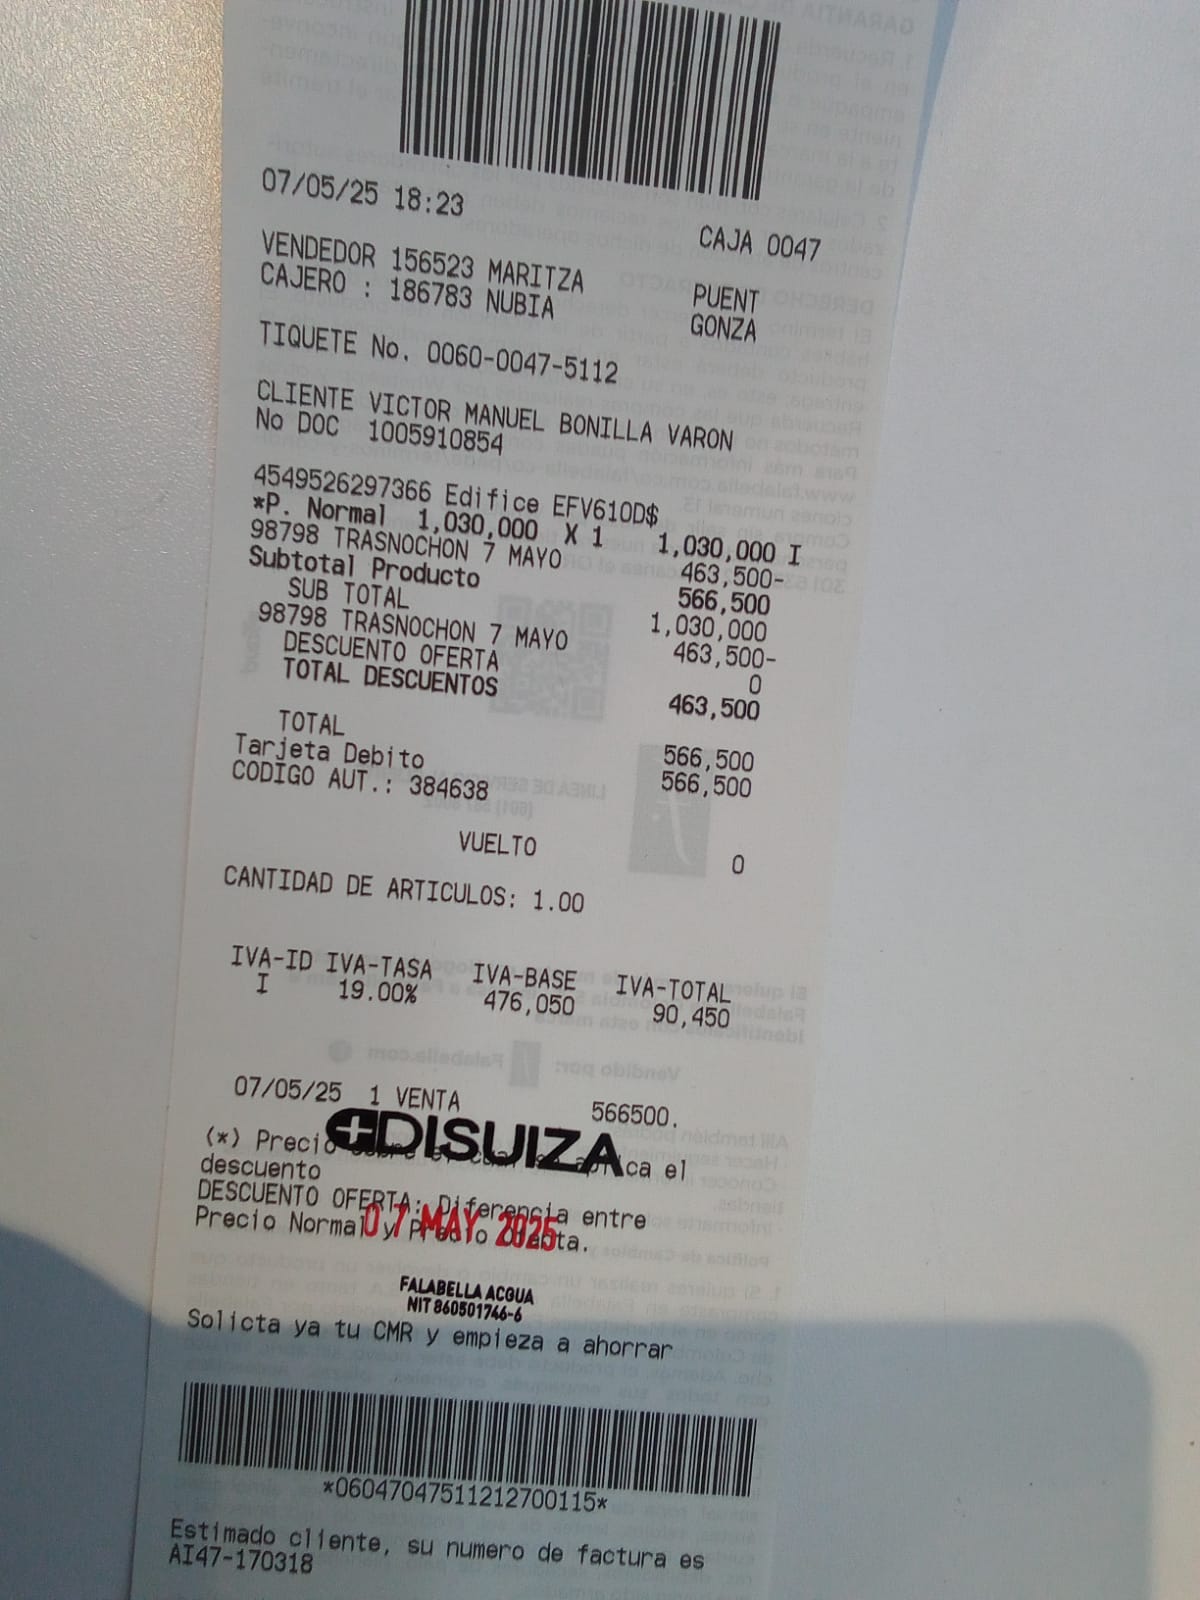 07/05/25 18:23 CAJA 0047
VENDEDOR 156523 MARITZA PUENT
CAJERO : 186783 NUBIA GONZA
TIQUETE No. 0060-0047-5112
CLIENTE VICTOR MANUEL BONILLA VARON
No DOC 1005910854
4549526297366 Edifice EFV610D$
*P. Normal 1,030,000 X 1 1,030,000 I
98798 TRASNOCHON 7 MAYO 463,500-
Subtotal Producto 566,500
SUB TOTAL 1,030,000
98798 TRASNOCHON 7 MAYO 463,500-
DESCUENTO OFERTA 0
TOTAL DESCUENTOS 463,500
TOTAL 566,500
Tarjeta Debito 566,500
CODIGO AUT.: 384638
VUELTO 0
CANTIDAD DE ARTICULOS: 1.00
IVA-ID IVA-TASA IVA-BASE IVA-TOTAL
I 19.00% 476,050 90,450
07/05/25 1 VENTA 566500.
DISUIZA
(*) Precio sobre el cual se aplica el
descuento
DESCUENTO OFERTA: Diferencia entre
Precio Normal y Precio Oferta.
07 MAY 2025
FALABELLA ACQUA
NIT 860501746-6
Solicta ya tu CMR y empieza a ahorrar
*06047047511212700115*
Estimado cliente, su numero de factura es
AI47-170318